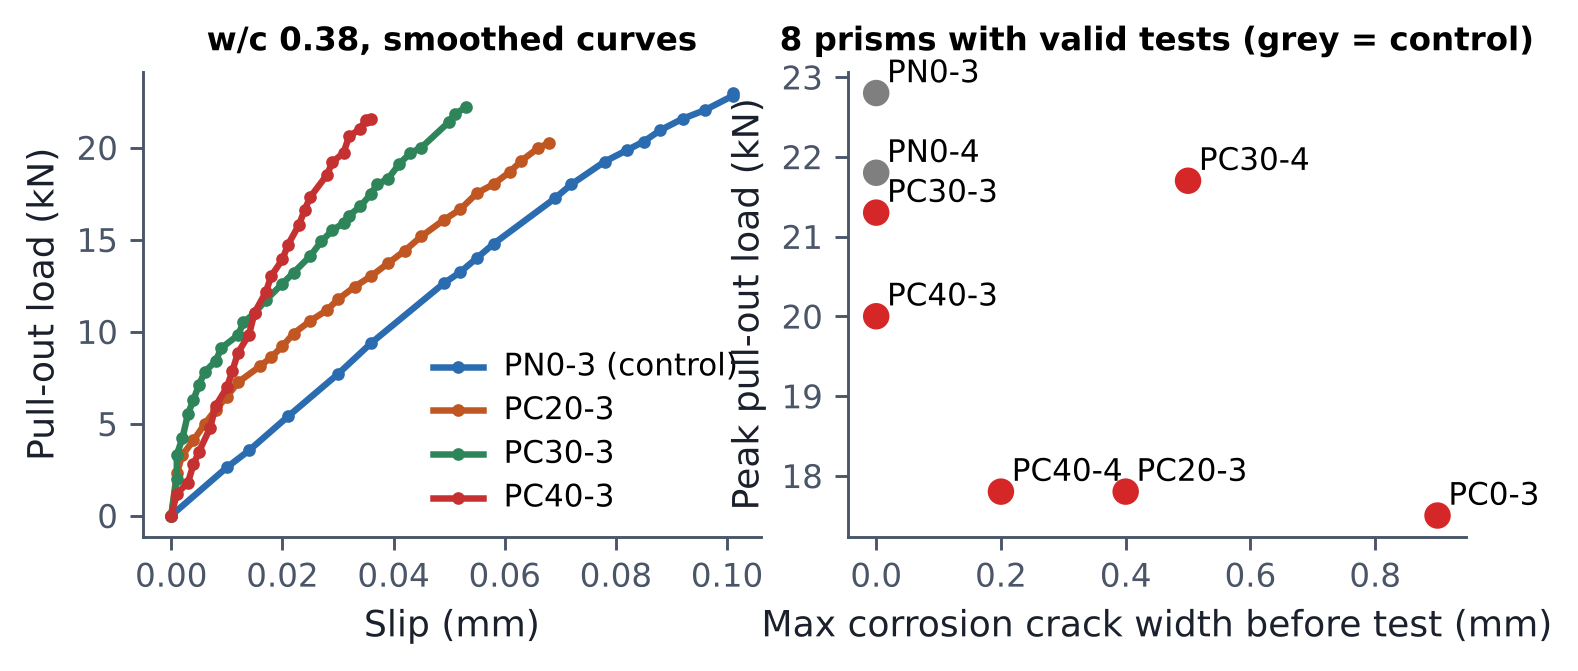 w/c 0.38, smoothed curves
Pull-out load (kN)
20
15
10
5
0
PN0-3 (control)
PC20-3
PC30-3
PC40-3
0.00 0.02 0.04 0.06 0.08 0.10
Slip (mm)
8 prisms with valid tests (grey = control)
Peak pull-out load (kN)
23
22
21
20
19
18
PN0-3
PN0-4
PC30-4
PC30-3
PC40-3
PC40-4
PC20-3
PC0-3
0.0 0.2 0.4 0.6 0.8
Max corrosion crack width before test (mm)